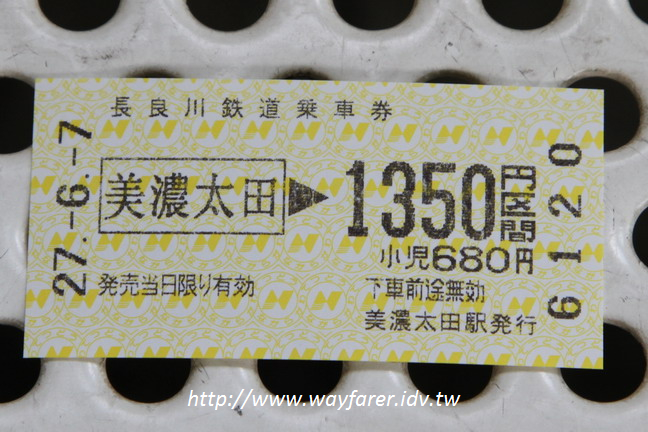 長良川鉄道乗車券
27.-6.-7
美濃太田▶1350円区間
小児680円
発売当日限り有効
下車前途無効
美濃太田駅発行
6120
http://www.wayfarer.idv.tw